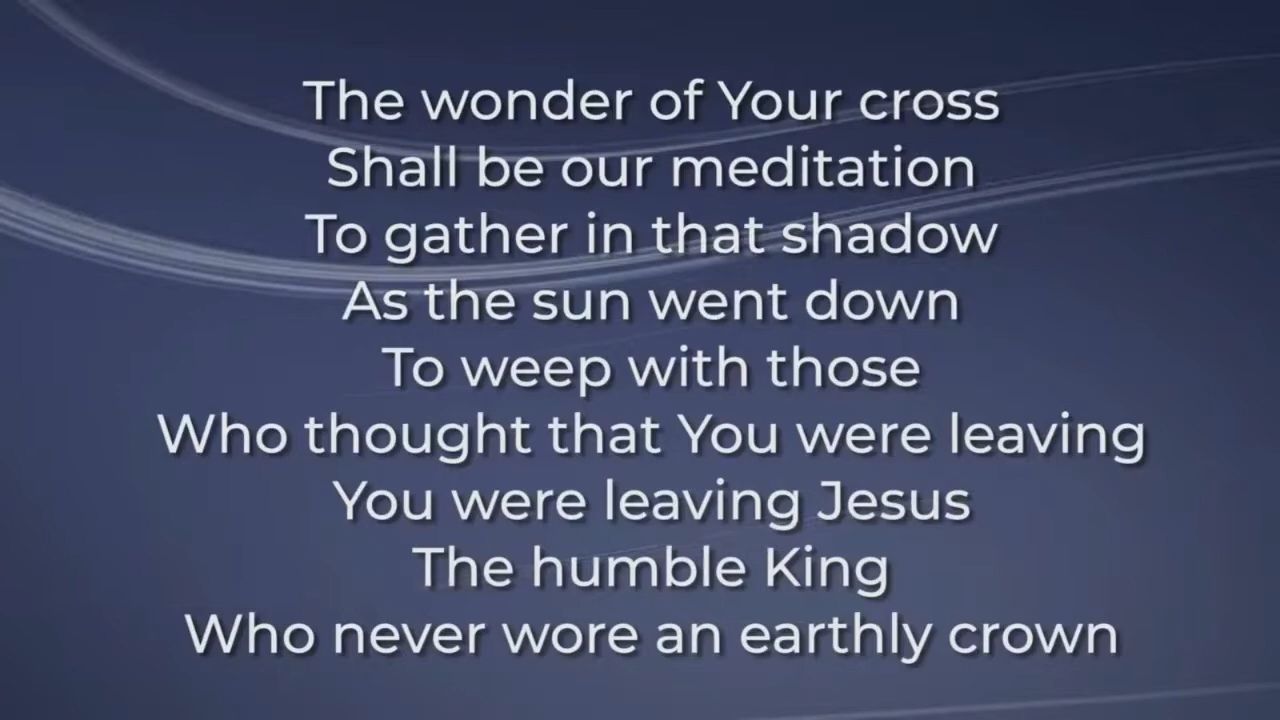 The wonder of Your cross
Shall be our meditation
To gather in that shadow
As the sun went down
To weep with those
Who thought that You were leaving
You were leaving Jesus
The humble King
Who never wore an earthly crown